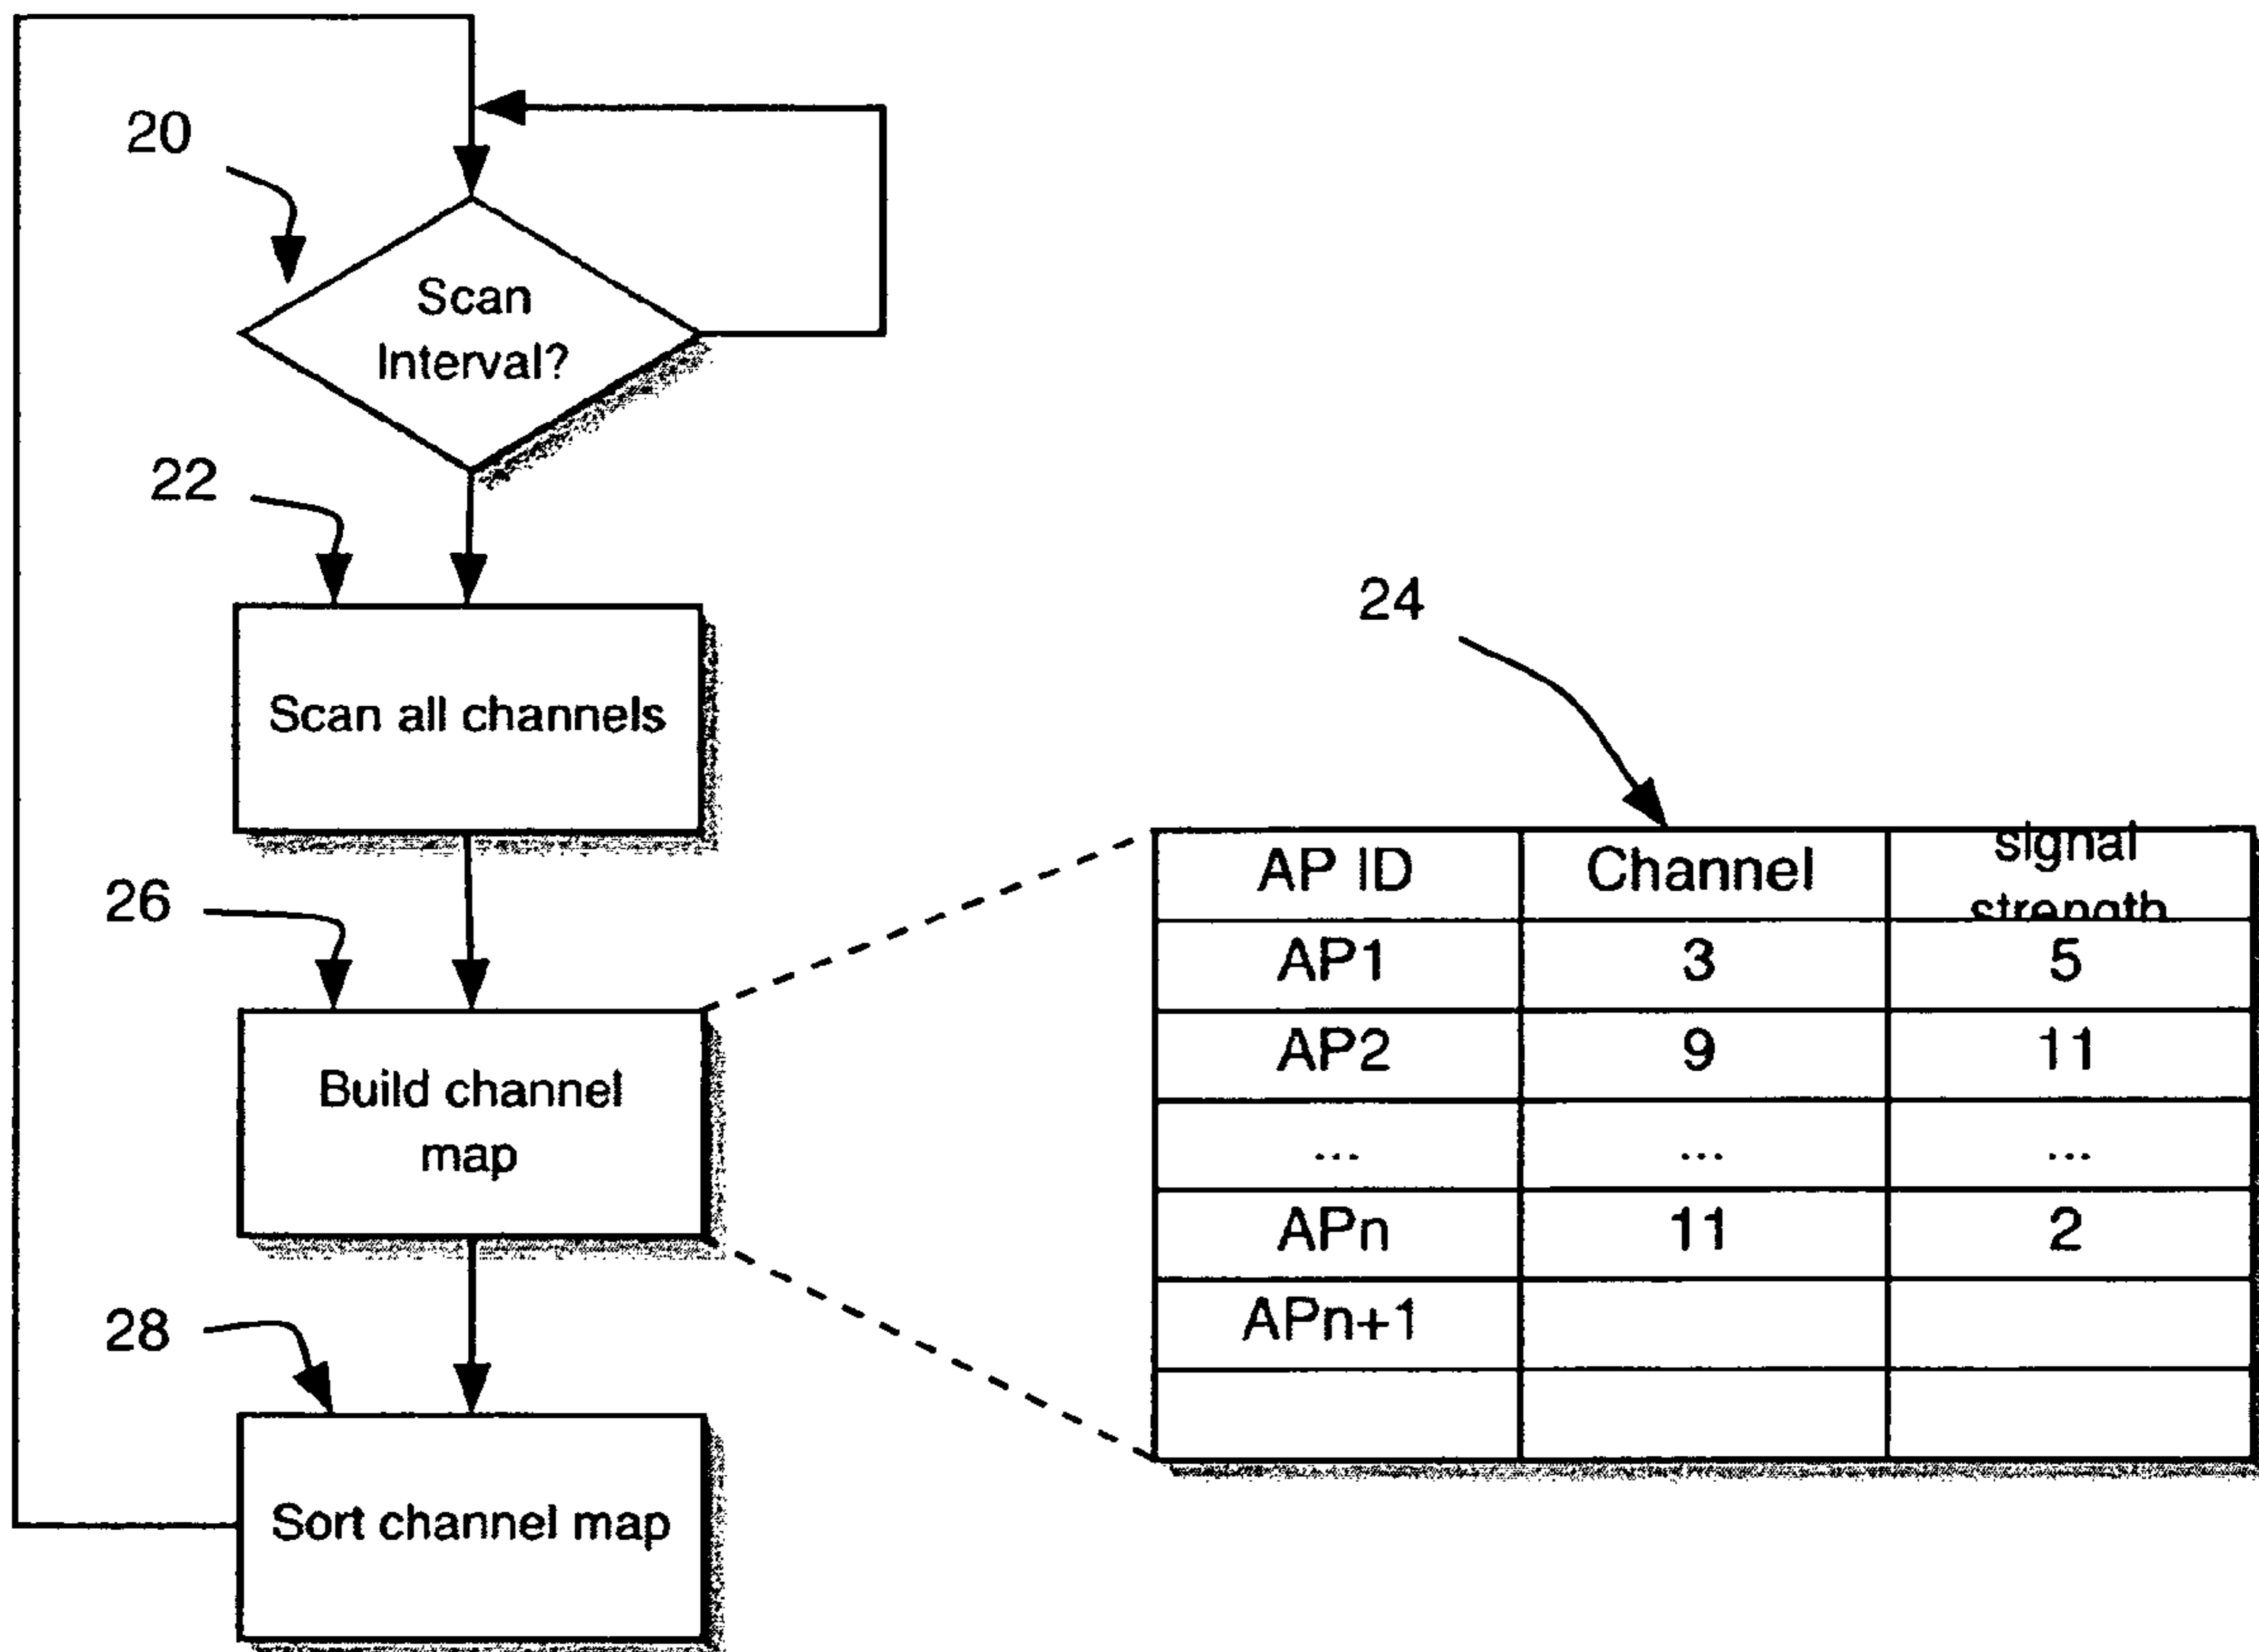 20
Scan
Interval?
22
Scan all channels
24
26
Build channel
map
28
Sort channel map
AP ID Channel signal
strength
AP1 3 5
AP2 9 11
... ... ...
APn 11 2
APn+1